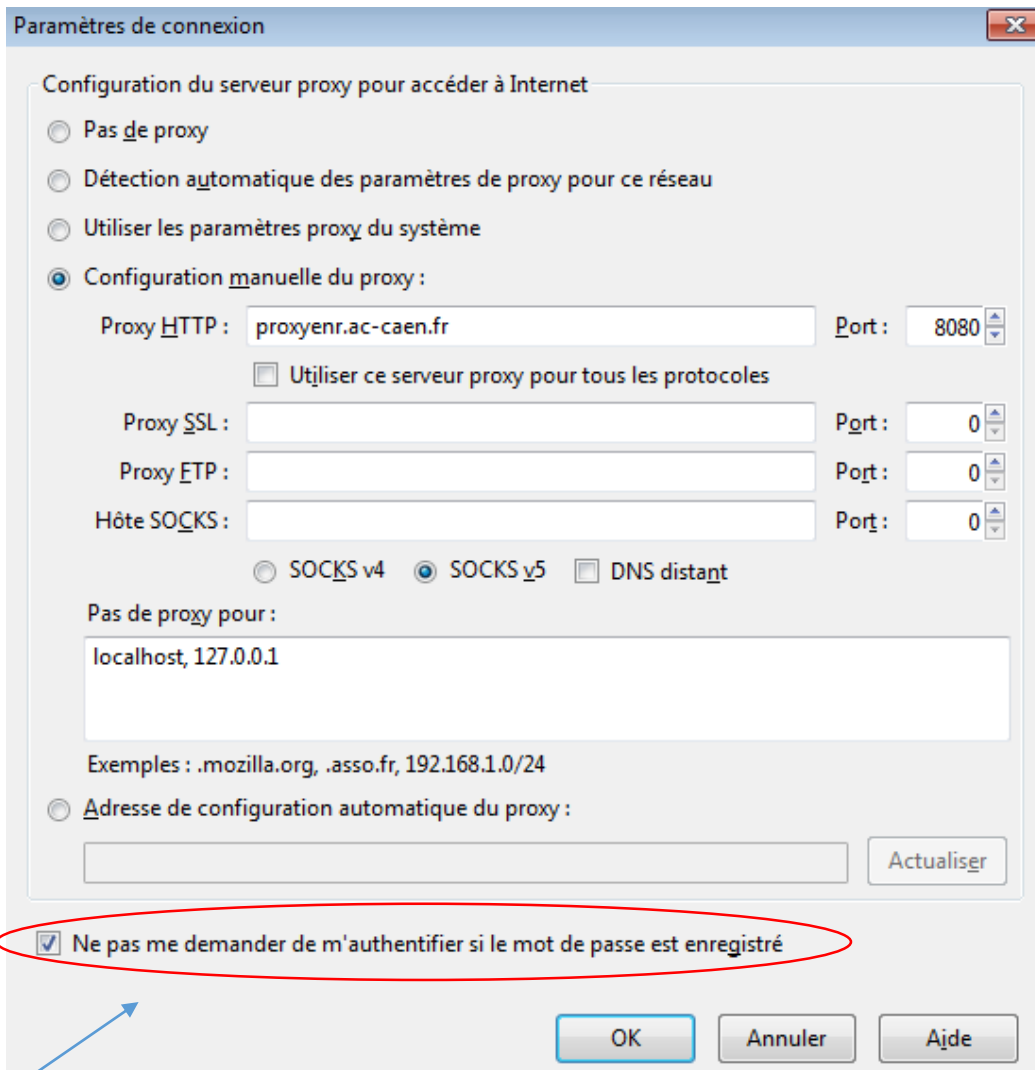 Paramètres de connexion
Configuration du serveur proxy pour accéder à Internet
Pas de proxy
Détection automatique des paramètres de proxy pour ce réseau
Utiliser les paramètres proxy du système
Configuration manuelle du proxy :
Proxy HTTP : proxyenr.ac-caen.fr Port : 8080
Utiliser ce serveur proxy pour tous les protocoles
Proxy SSL : Port : 0
Proxy FTP : Port : 0
Hôte SOCKS : Port : 0
SOCKS v4 SOCKS v5 DNS distant
Pas de proxy pour :
localhost, 127.0.0.1
Exemples : .mozilla.org, .asso.fr, 192.168.1.0/24
Adresse de configuration automatique du proxy :
Actualiser
Ne pas me demander de m'authentifier si le mot de passe est enregistré
OK Annuler Aide